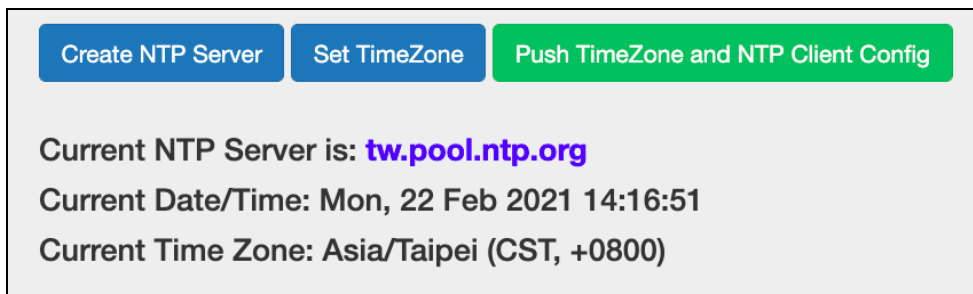 Create NTP Server Set TimeZone Push TimeZone and NTP Client Config
Current NTP Server is: tw.pool.ntp.org
Current Date/Time: Mon, 22 Feb 2021 14:16:51
Current Time Zone: Asia/Taipei (CST, +0800)